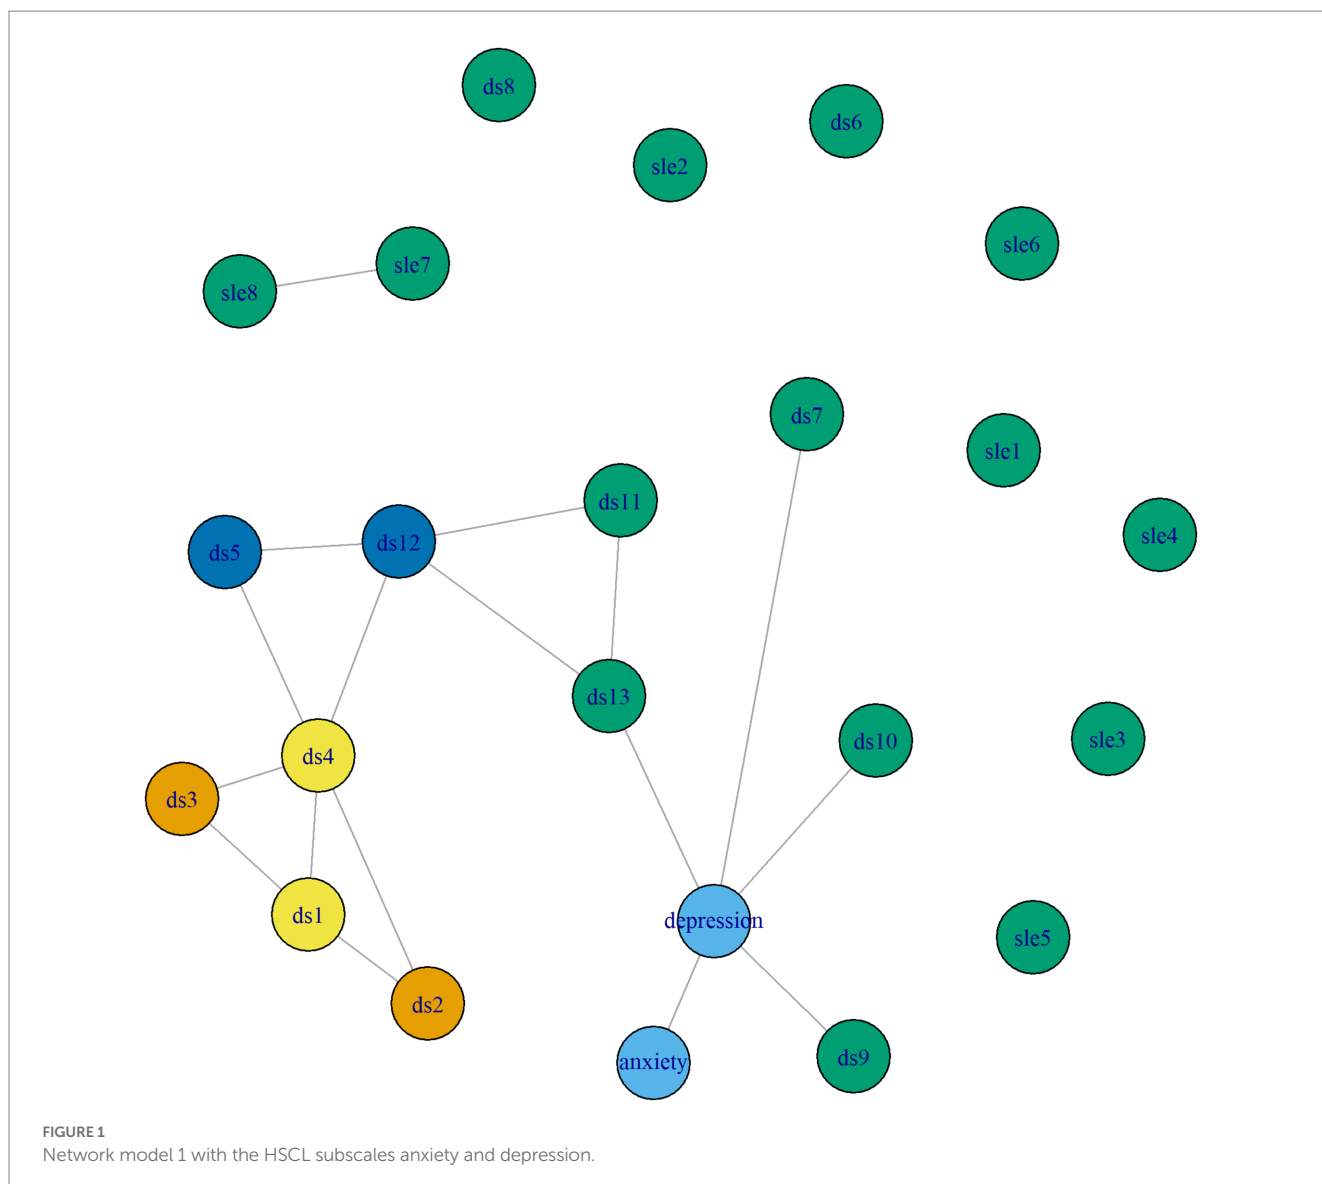 ds8
ds6
sle2
sle6
sle7
sle8
ds7
sle1
ds11
sle4
ds12
ds5
ds13
sle3
ds10
ds4
ds3
ds1
depression
sle5
ds2
ds9
anxiety
FIGURE 1
Network model 1 with the HSCL subscales anxiety and depression.